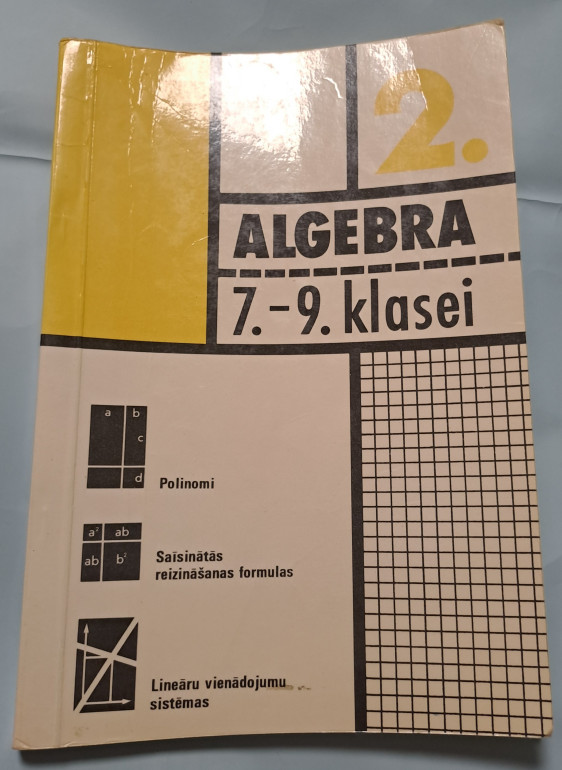 2.
ALGEBRA
7.-9. klasei
a b
c
d
Polinomi
a² ab
ab b²
Saīsinātās
reizināšanas formulas
Lineāru vienādojumu
sistēmas